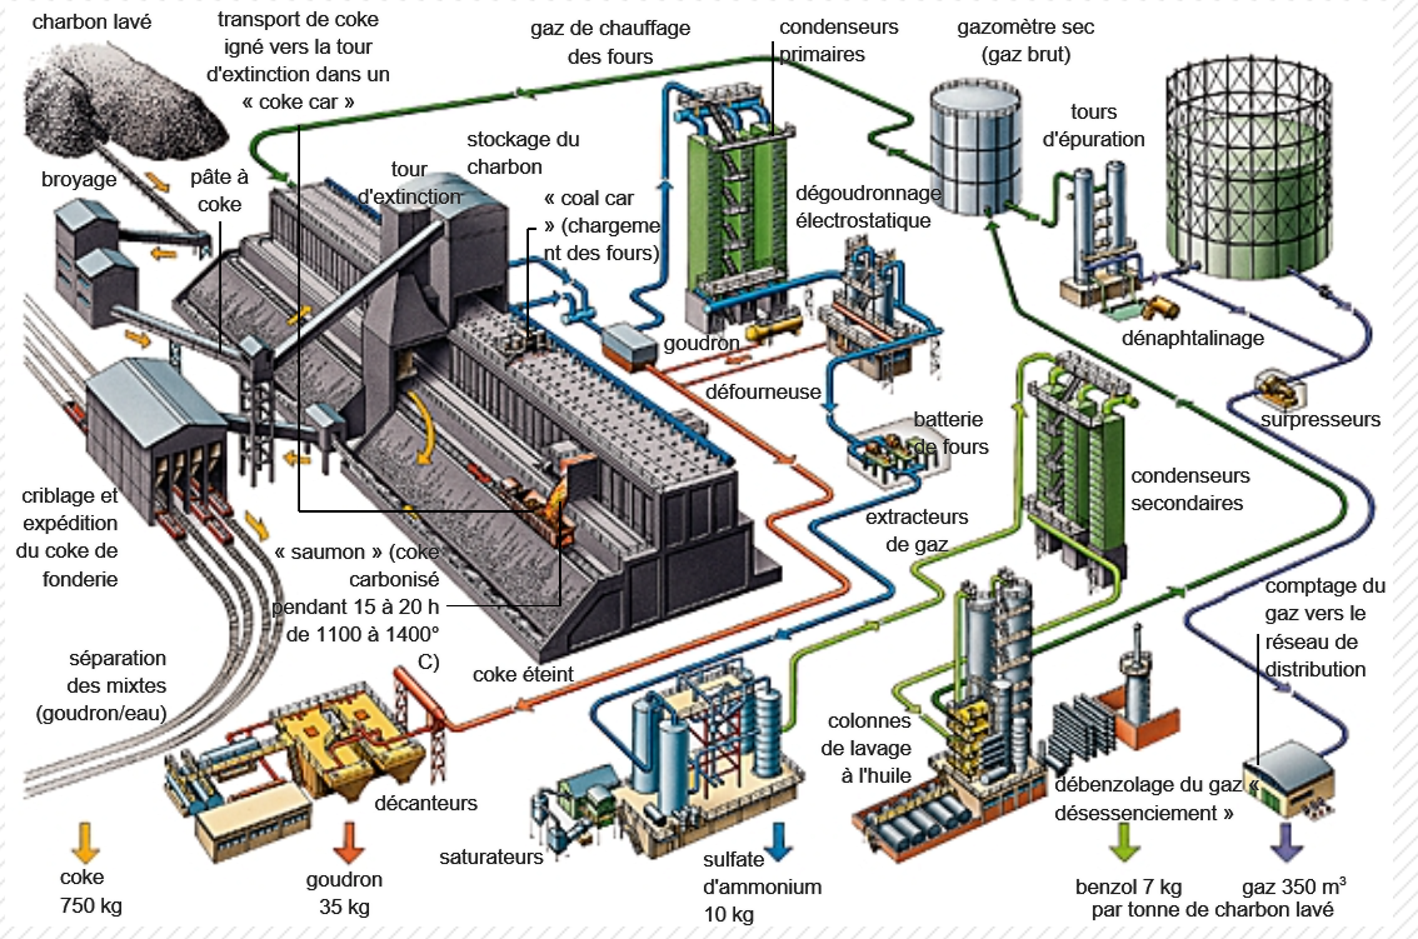 charbon lavé
transport de coke
igné vers la tour
d'extinction dans un
« coke car »
gaz de chauffage
des fours
condenseurs
primaires
gazomètre sec
(gaz brut)
tours
d'épuration
broyage
pâte à
coke
tour
d'extinction
stockage du
charbon
« coal car
» (chargeme
nt des fours)
dégoudronnage
électrostatique
goudron
défourneuse
dénaphtalinage
surpresseurs
batterie
de fours
condenseurs
secondaires
extracteurs
de gaz
criblage et
expédition
du coke de
fonderie
« saumon » (coke
carbonisé
pendant 15 à 20 h
de 1100 à 1400°
C)
coke éteint
comptage du
gaz vers le
réseau de
distribution
séparation
des mixtes
(goudron/eau)
décanteurs
saturateurs
colonnes
de lavage
à l'huile
débenzolage du gaz «
désessenciement »
coke
750 kg
goudron
35 kg
sulfate
d'ammonium
10 kg
benzol 7 kg
gaz 350 m³
par tonne de charbon lavé